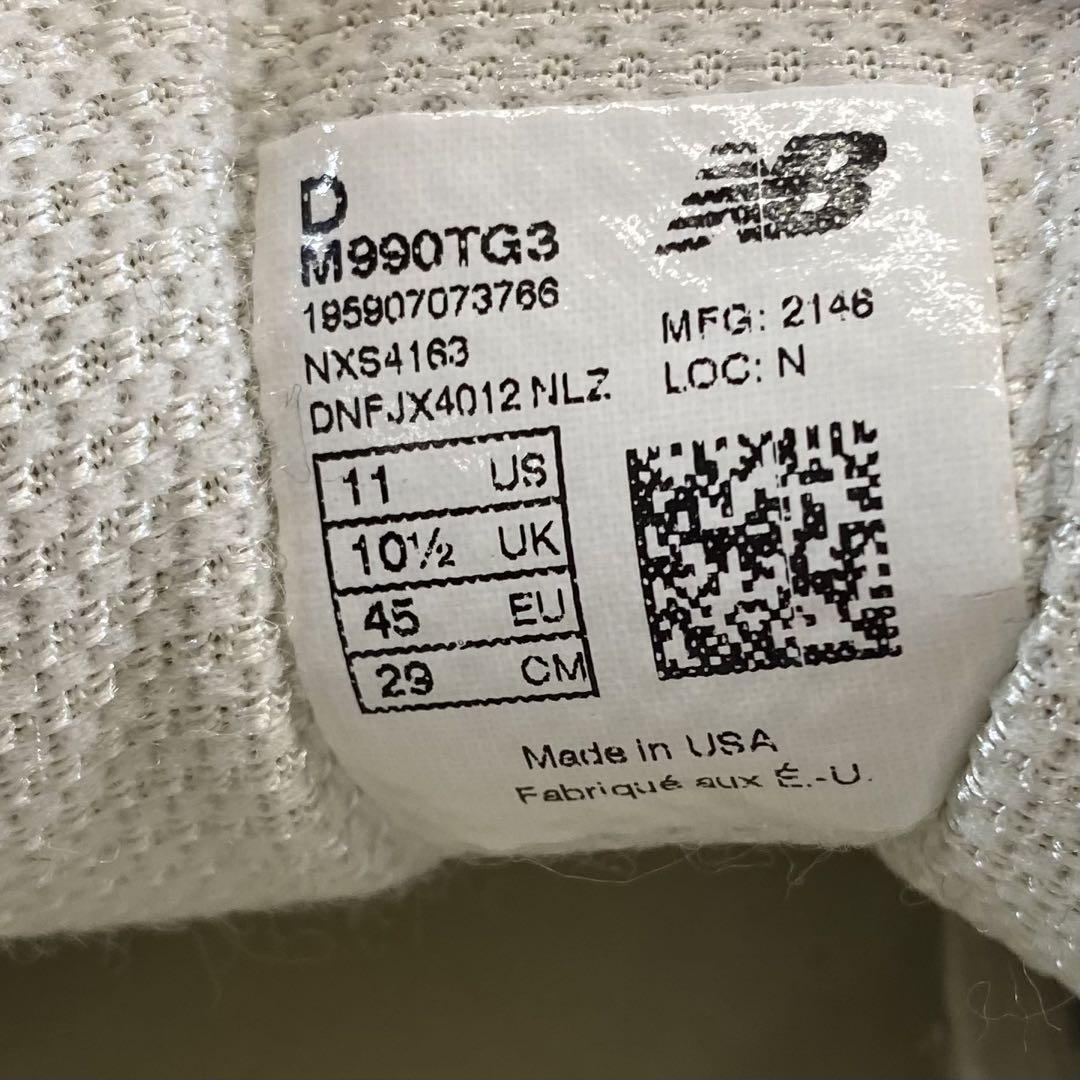 D
M990TG3
195907073766
NXS4163
DNFJX4012 NLZ
NB
MFG: 2146
LOC: N
11 US
10½ UK
45 EU
29 CM
Made in USA
Fabriqué aux É.-U.